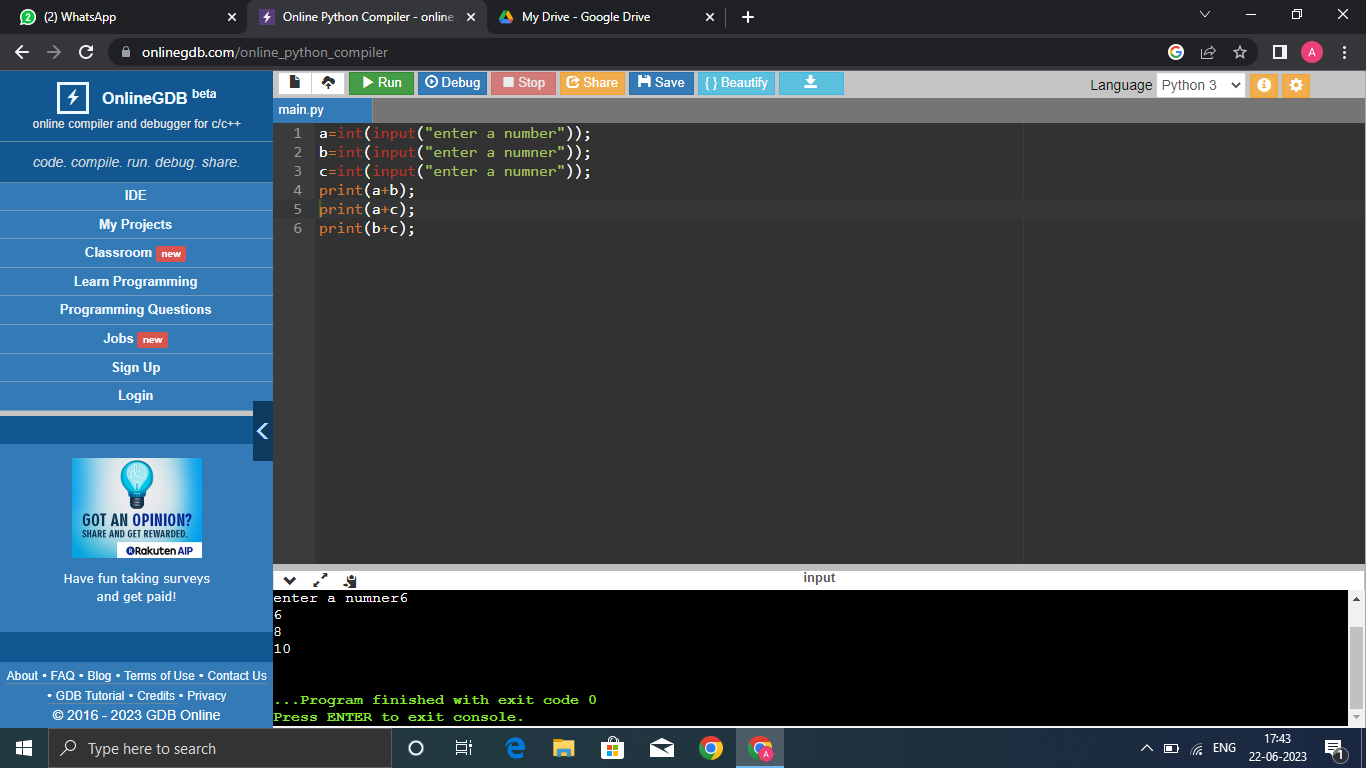 (2) WhatsApp
Online Python Compiler - online
My Drive - Google Drive
onlinegdb.com/online_python_compiler
A
OnlineGDB beta
online compiler and debugger for c/c++
code. compile. run. debug. share.
IDE
My Projects
Classroom new
Learn Programming
Programming Questions
Jobs new
Sign Up
Login
GOT AN OPINION?
SHARE AND GET REWARDED.
Rakuten AIP
Have fun taking surveys
and get paid!
About • FAQ • Blog • Terms of Use • Contact Us
• GDB Tutorial • Credits • Privacy
© 2016 - 2023 GDB Online
Run Debug Stop Share Save { } Beautify
Language Python 3
main.py
1 a=int(input("enter a number"));
2 b=int(input("enter a numner"));
3 c=int(input("enter a numner"));
4 print(a+b);
5 print(a+c);
6 print(b+c);
input
enter a numner6
6
8
10
...Program finished with exit code 0
Press ENTER to exit console.
Type here to search
ENG
17:43
22-06-2023
1